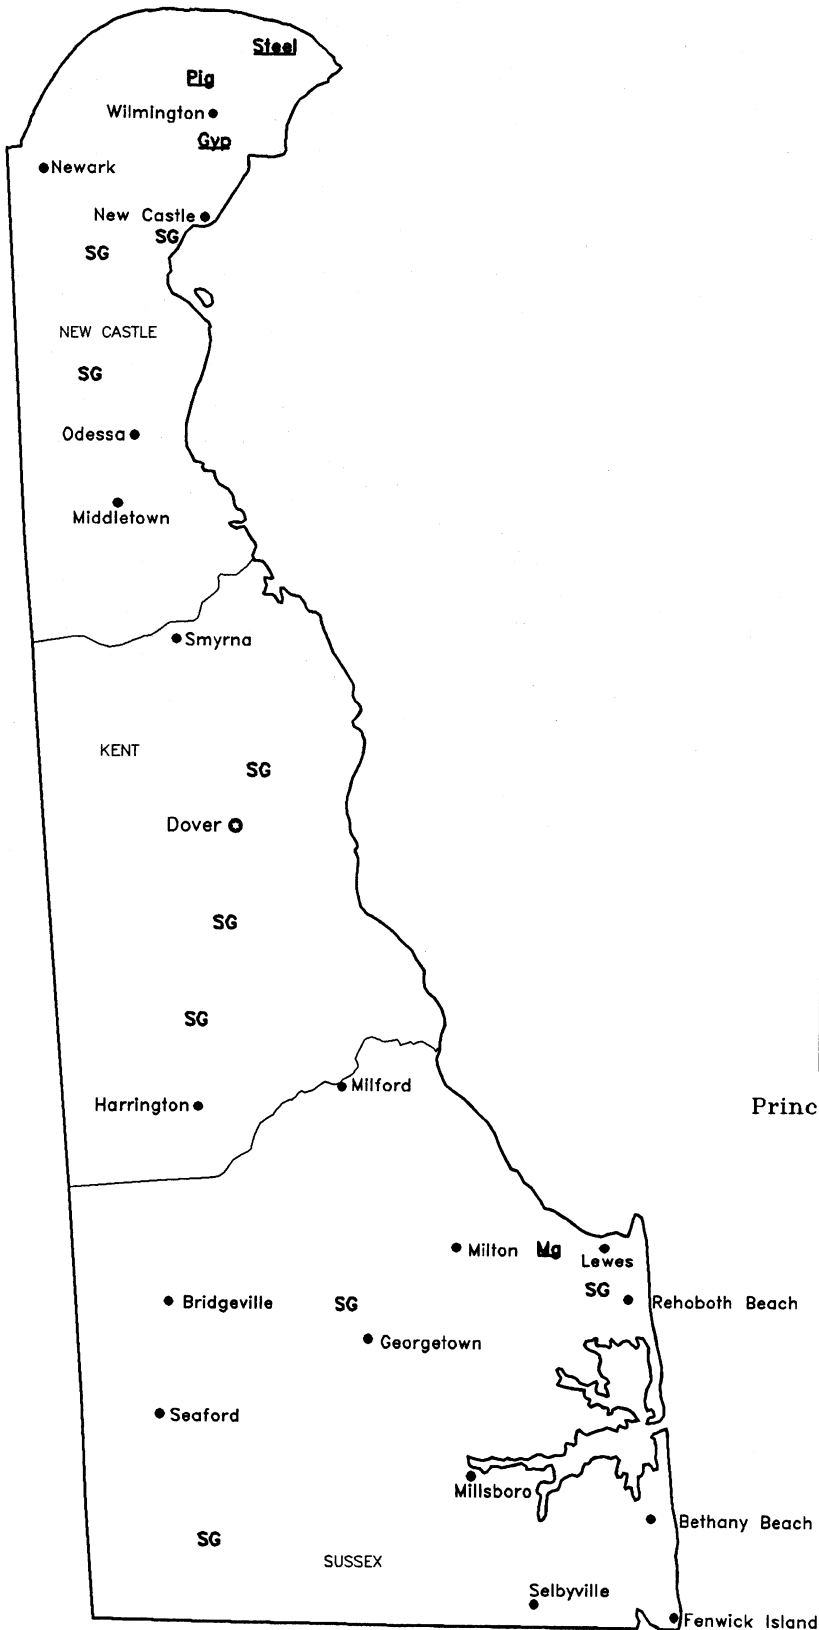 Steel
Pig
Wilmington
Gyp
Newark
New Castle
SG
SG
NEW CASTLE
SG
Odessa
Middletown
Smyrna
KENT
SG
Dover
SG
SG
Milford
Harrington
Princ
Milton Mg
Lewes
SG
Bridgeville SG Rehoboth Beach
Georgetown
Seaford
Millsboro
Bethany Beach
SG
SUSSEX
Selbyville
Fenwick Island